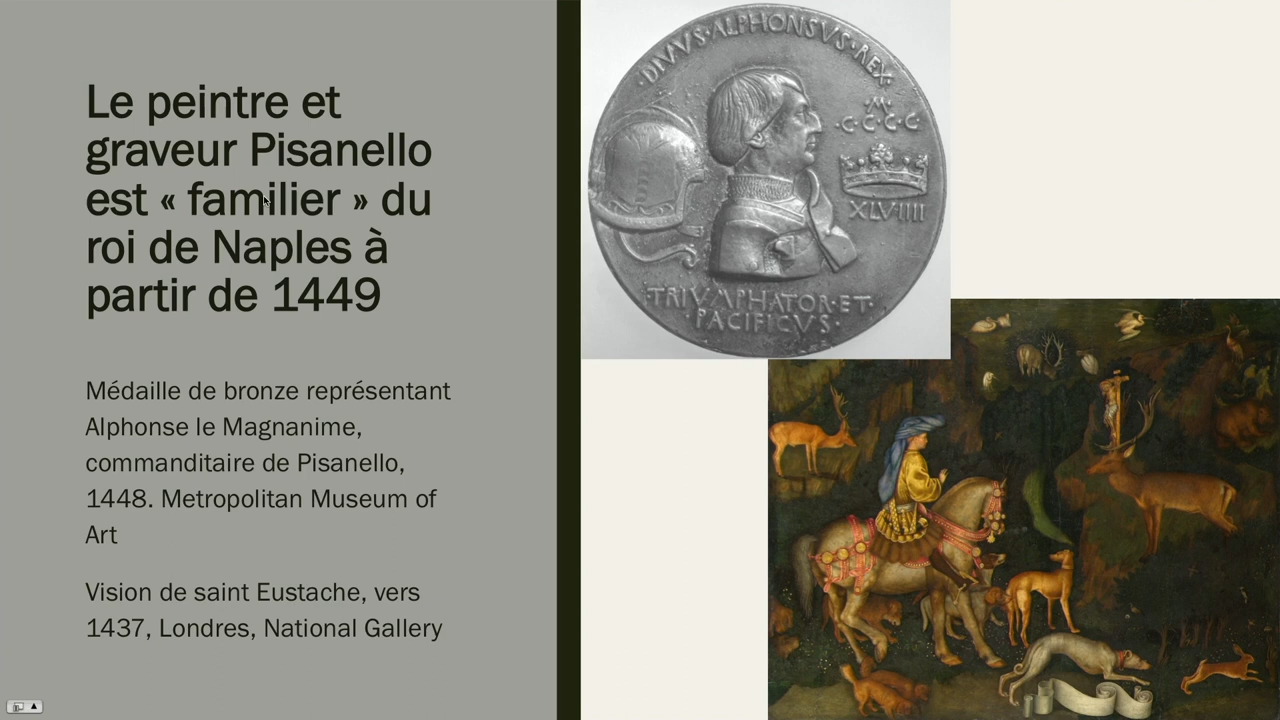 Le peintre et
graveur Pisanello
est « familier » du
roi de Naples à
partir de 1449
Médaille de bronze représentant
Alphonse le Magnanime,
commanditaire de Pisanello,
1448. Metropolitan Museum of
Art
Vision de saint Eustache, vers
1437, Londres, National Gallery
·DIVVS·ALPHONSVS·REX·
·M·
·C·C·C·C·
XLVIIII
·TRIVMPHATOR·ET·
PACIFICVS·